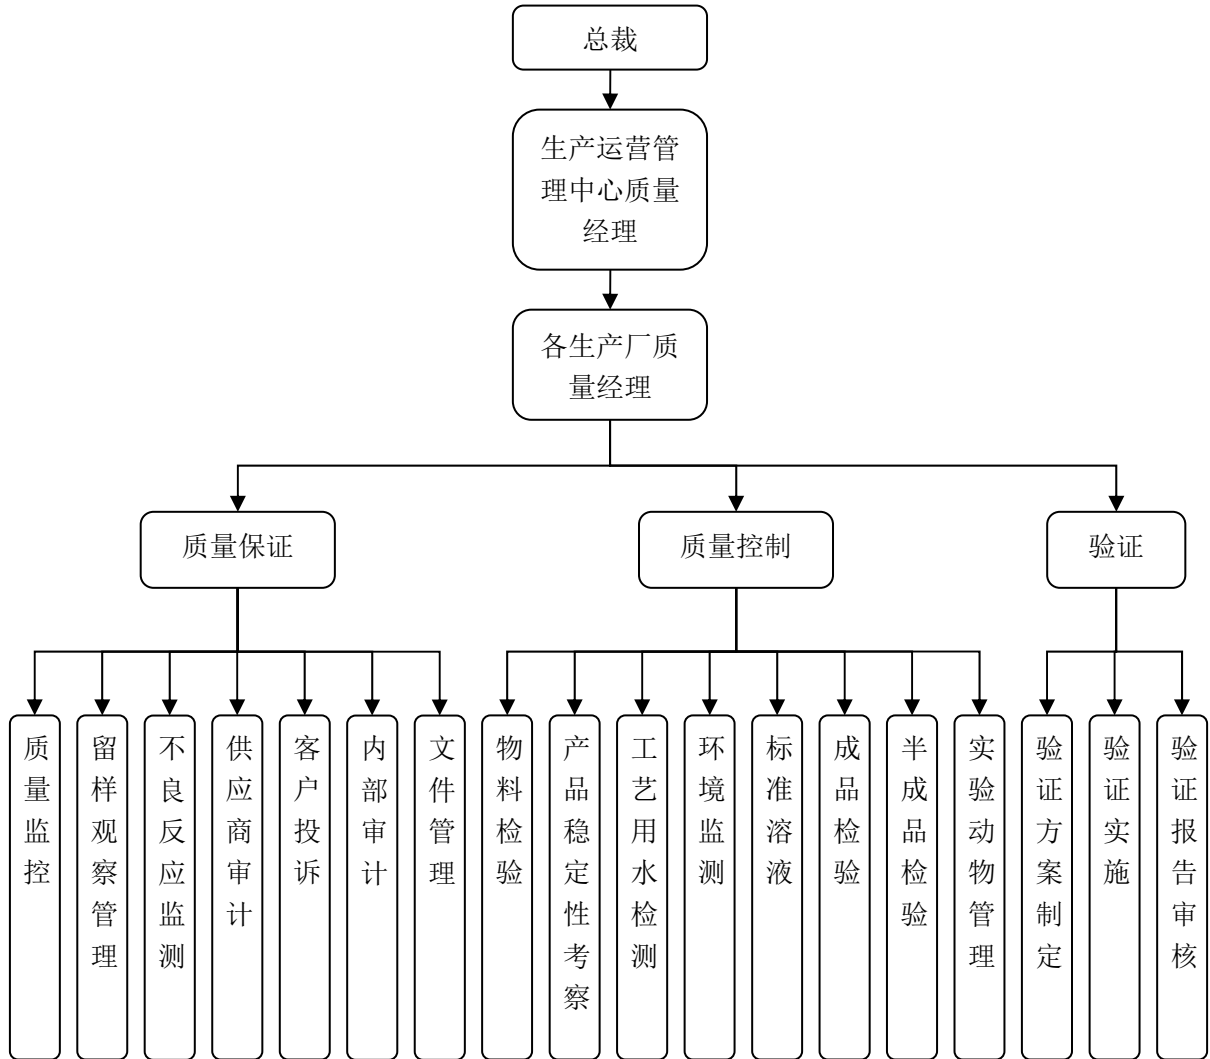 总裁
生产运营管
理中心质量
经理
各生产厂质
量经理
质量保证
质量控制
验证
质量监控
留样观察管理
不良反应监测
供应商审计
客户投诉
内部审计
文件管理
物料检验
产品稳定性考察
工艺用水检测
环境监测
标准溶液
成品检验
半成品检验
实验动物管理
验证方案制定
验证实施
验证报告审核